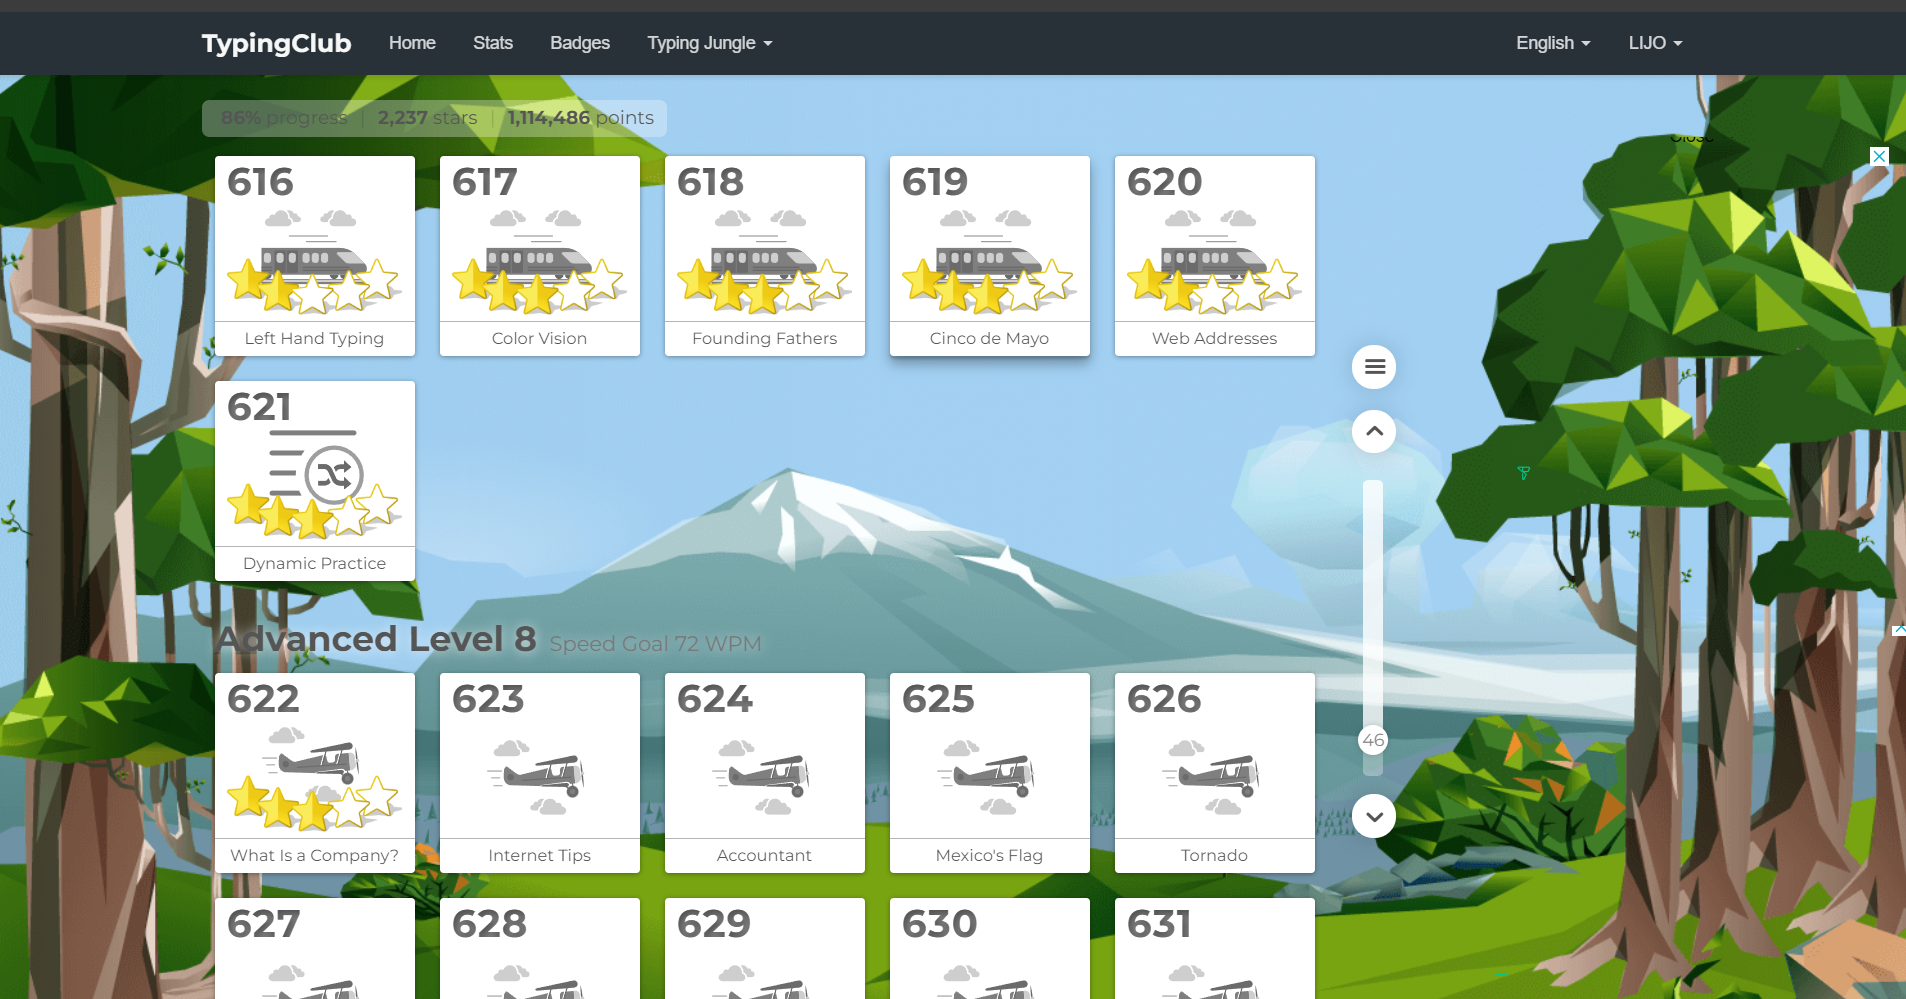 TypingClub Home Stats Badges Typing Jungle English LIJO
86% progress | 2,237 stars | 1,114,486 points
Close
616 617 618 619 620
Left Hand Typing Color Vision Founding Fathers Cinco de Mayo Web Addresses
621
Dynamic Practice
Advanced Level 8 Speed Goal 72 WPM
622 623 624 625 626
46
What Is a Company? Internet Tips Accountant Mexico's Flag Tornado
627 628 629 630 631